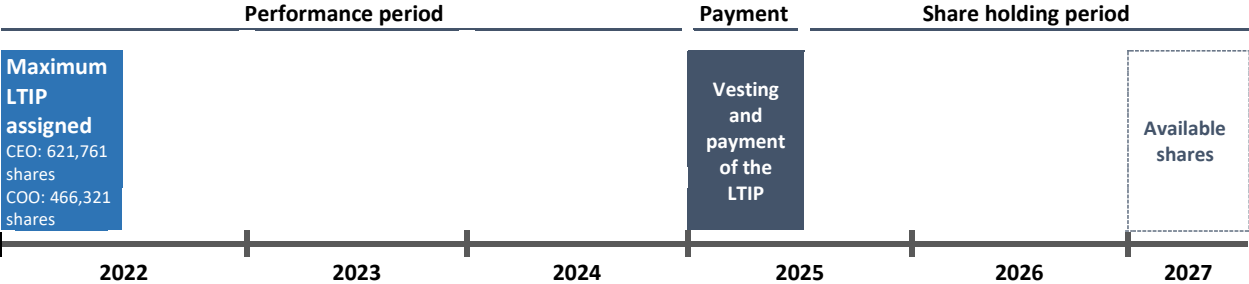 Performance period
Payment
Share holding period
Maximum
LTIP
assigned
CEO: 621,761
shares
COO: 466,321
shares
Vesting
and
payment
of the
LTIP
Available
shares
2022
2023
2024
2025
2026
2027